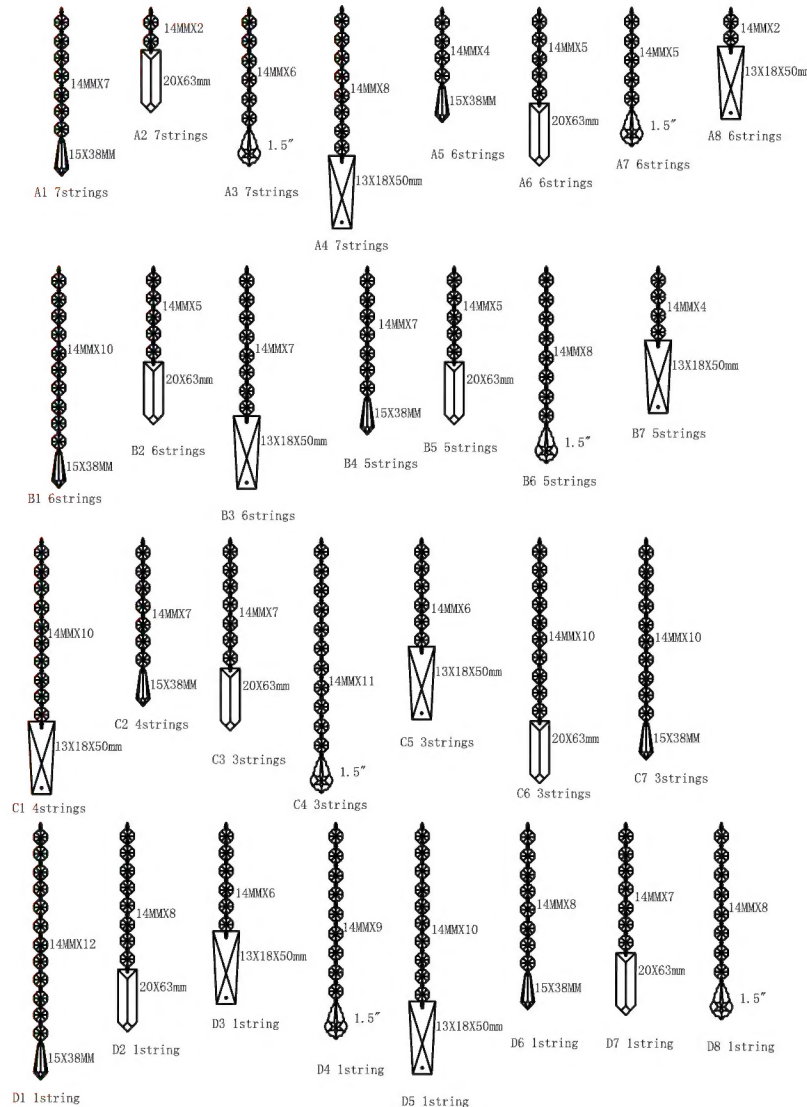 14MMX7
15X38MM
A1 7strings
14MMX2
20X63mm
A2 7strings
14MMX6
1.5"
A3 7strings
14MMX8
13X18X50mm
A4 7strings
14MMX4
15X38MM
A5 6strings
14MMX5
20X63mm
A6 6strings
14MMX5
1.5"
A7 6strings
14MMX2
13X18X50mm
A8 6strings
14MMX10
15X38MM
B1 6strings
14MMX5
20X63mm
B2 6strings
14MMX7
13X18X50mm
B3 6strings
14MMX7
15X38MM
B4 5strings
14MMX5
20X63mm
B5 5strings
14MMX8
1.5"
B6 5strings
14MMX4
13X18X50mm
B7 5strings
14MMX10
13X18X50mm
C1 4strings
14MMX7
15X38MM
C2 4strings
14MMX7
20X63mm
C3 3strings
14MMX11
1.5"
C4 3strings
14MMX6
13X18X50mm
C5 3strings
14MMX10
20X63mm
C6 3strings
14MMX10
15X38MM
C7 3strings
14MMX12
15X38MM
D1 1string
14MMX8
20X63mm
D2 1string
14MMX6
13X18X50mm
D3 1string
14MMX9
1.5"
D4 1string
14MMX10
13X18X50mm
D5 1string
14MMX8
15X38MM
D6 1string
14MMX7
20X63mm
D7 1string
14MMX8
1.5"
D8 1string